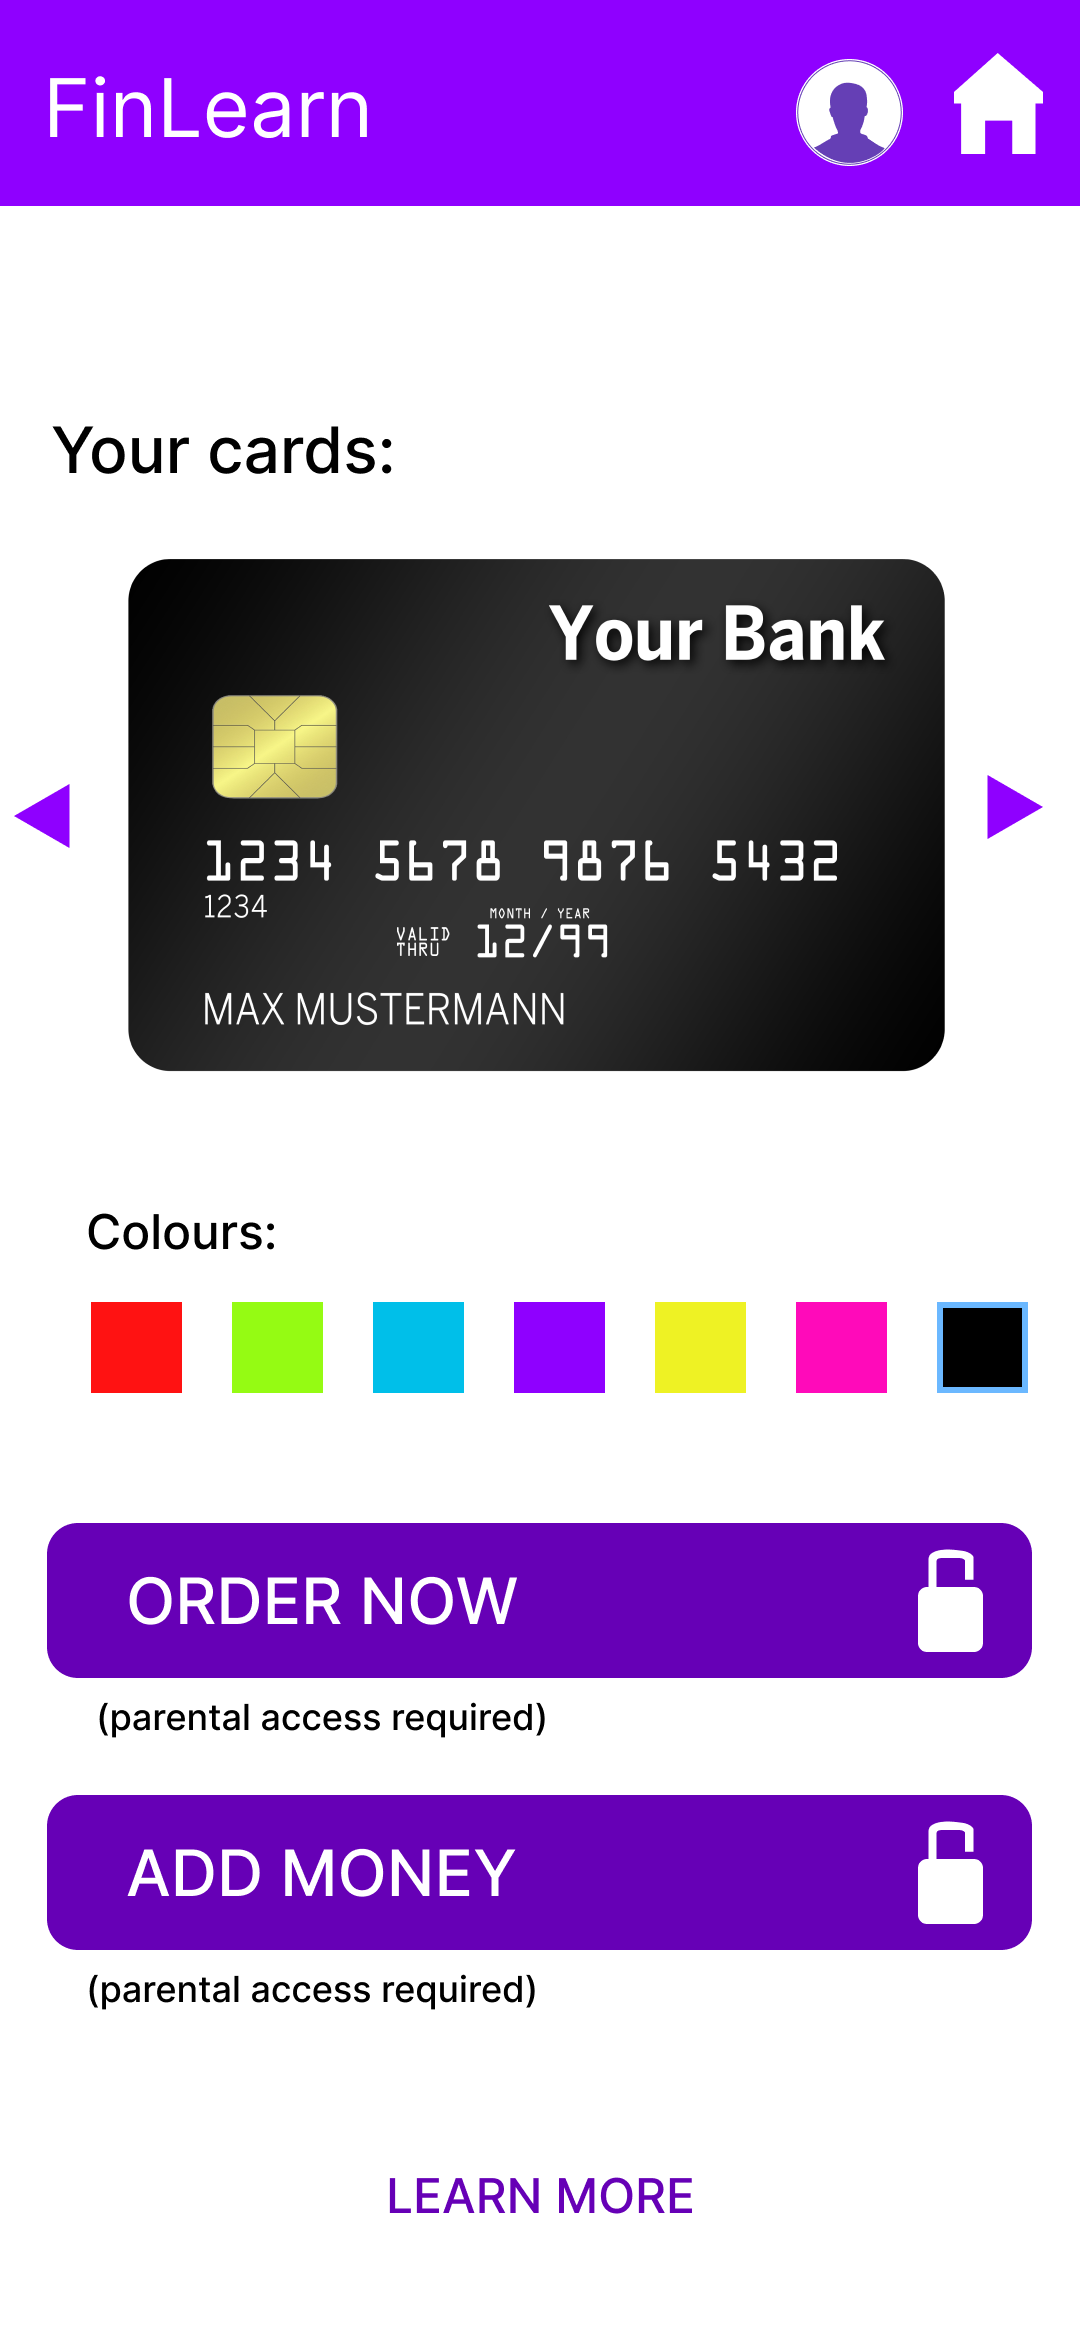 FinLearn
Your cards:
Your Bank
1234 5678 9876 5432
1234
MONTH / YEAR
VALID
THRU
12/99
MAX MUSTERMANN
Colours:
ORDER NOW
(parental access required)
ADD MONEY
(parental access required)
LEARN MORE